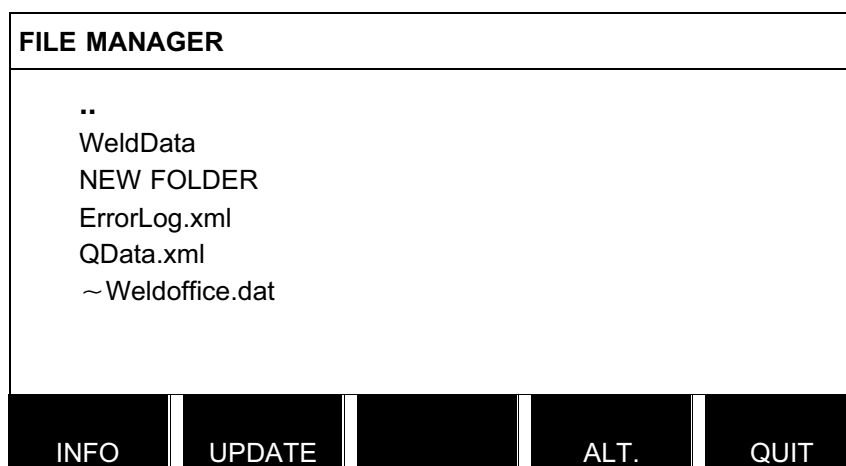 FILE MANAGER
..
WeldData
NEW FOLDER
ErrorLog.xml
QData.xml
~Weldoffice.dat
INFO UPDATE ALT. QUIT